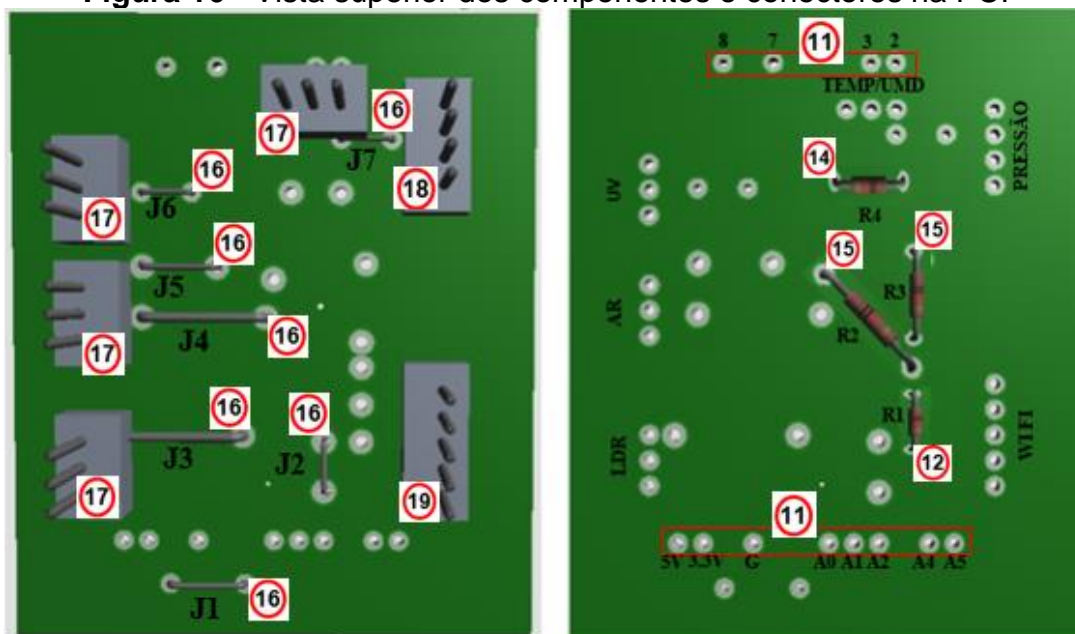 Figura – Vista superior dos componentes e conectores na PCI.
17
16
J7
18
16
J6
17
16
J5
J4
16
17
16
J3
16
J2
17
19
J1
16
8
7
11
3
2
TEMP/UMD
PRESSÃO
14
R4
UV
15
15
R3
R2
AR
R1
12
LDR
WIFI
11
5V
3.3V
G
A0
A1
A2
A4
A5